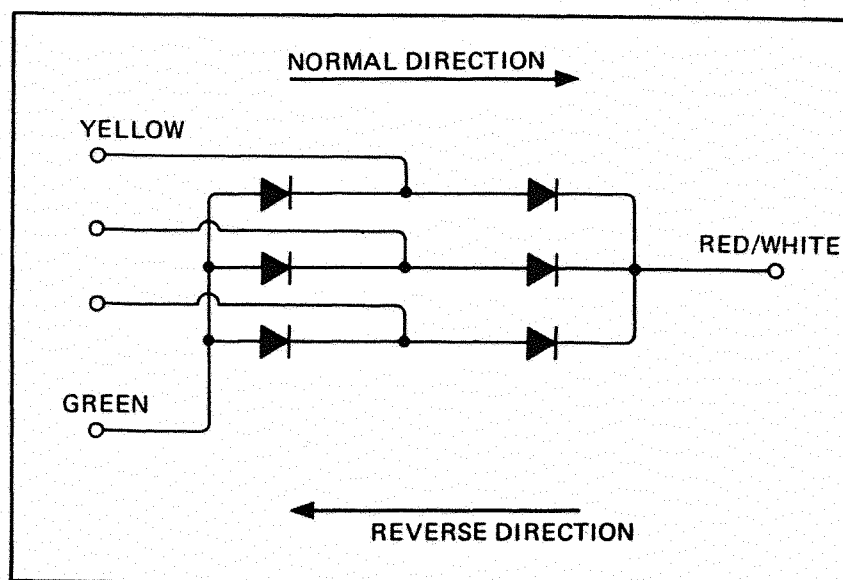 NORMAL DIRECTION
YELLOW
RED/WHITE
GREEN
REVERSE DIRECTION